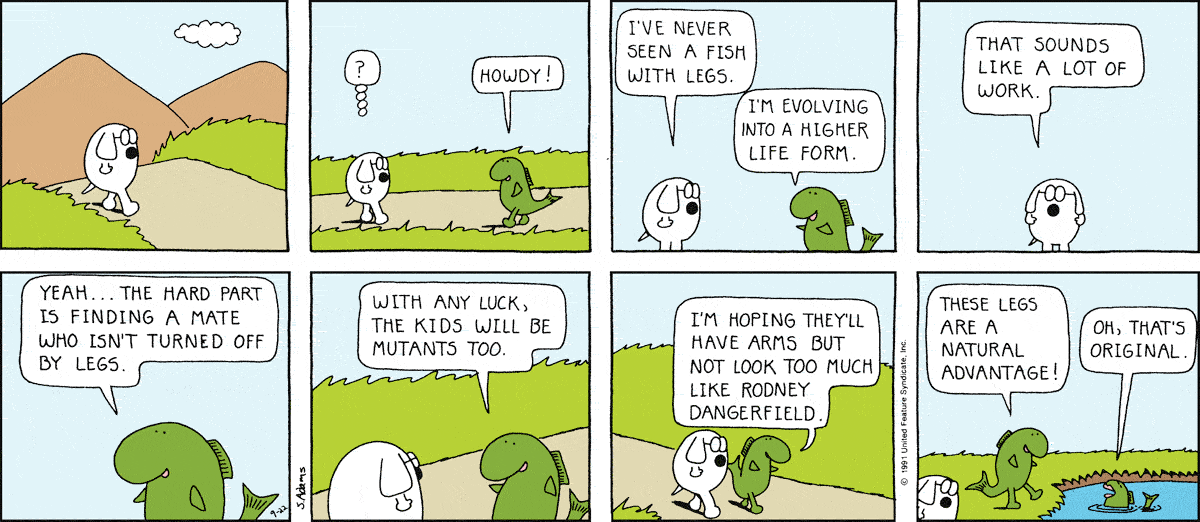 ?
HOWDY!
I'VE NEVER
SEEN A FISH
WITH LEGS.
I'M EVOLVING
INTO A HIGHER
LIFE FORM.
THAT SOUNDS
LIKE A LOT OF
WORK.
YEAH... THE HARD PART
IS FINDING A MATE
WHO ISN'T TURNED OFF
BY LEGS.
9-22
S.Adams
WITH ANY LUCK,
THE KIDS WILL BE
MUTANTS TOO.
I'M HOPING THEY'LL
HAVE ARMS BUT
NOT LOOK TOO MUCH
LIKE RODNEY
DANGERFIELD.
© 1991 United Feature Syndicate, Inc.
THESE LEGS
ARE A
NATURAL
ADVANTAGE!
OH, THAT'S
ORIGINAL.